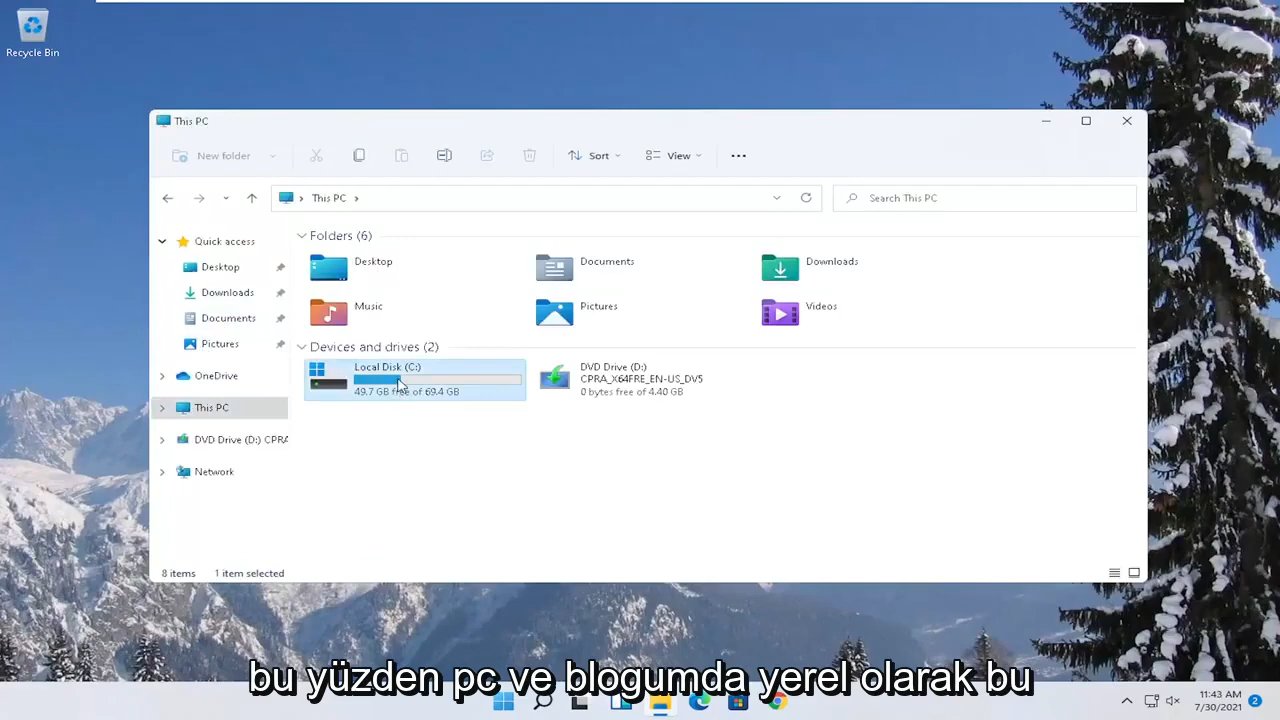 Recycle Bin
This PC
New folder
Sort
View
This PC
Search This PC
Quick access
Desktop
Downloads
Documents
Pictures
OneDrive
This PC
DVD Drive (D:) CPRA
Network
Folders (6)
Desktop
Documents
Downloads
Music
Pictures
Videos
Devices and drives (2)
Local Disk (C:)
49.7 GB free of 69.4 GB
DVD Drive (D:)
CPRA_X64FRE_EN-US_DV5
0 bytes free of 4.40 GB
8 items
1 item selected
bu yüzden pc ve blogumda yerel olarak bu
11:43 AM
7/30/2021
2